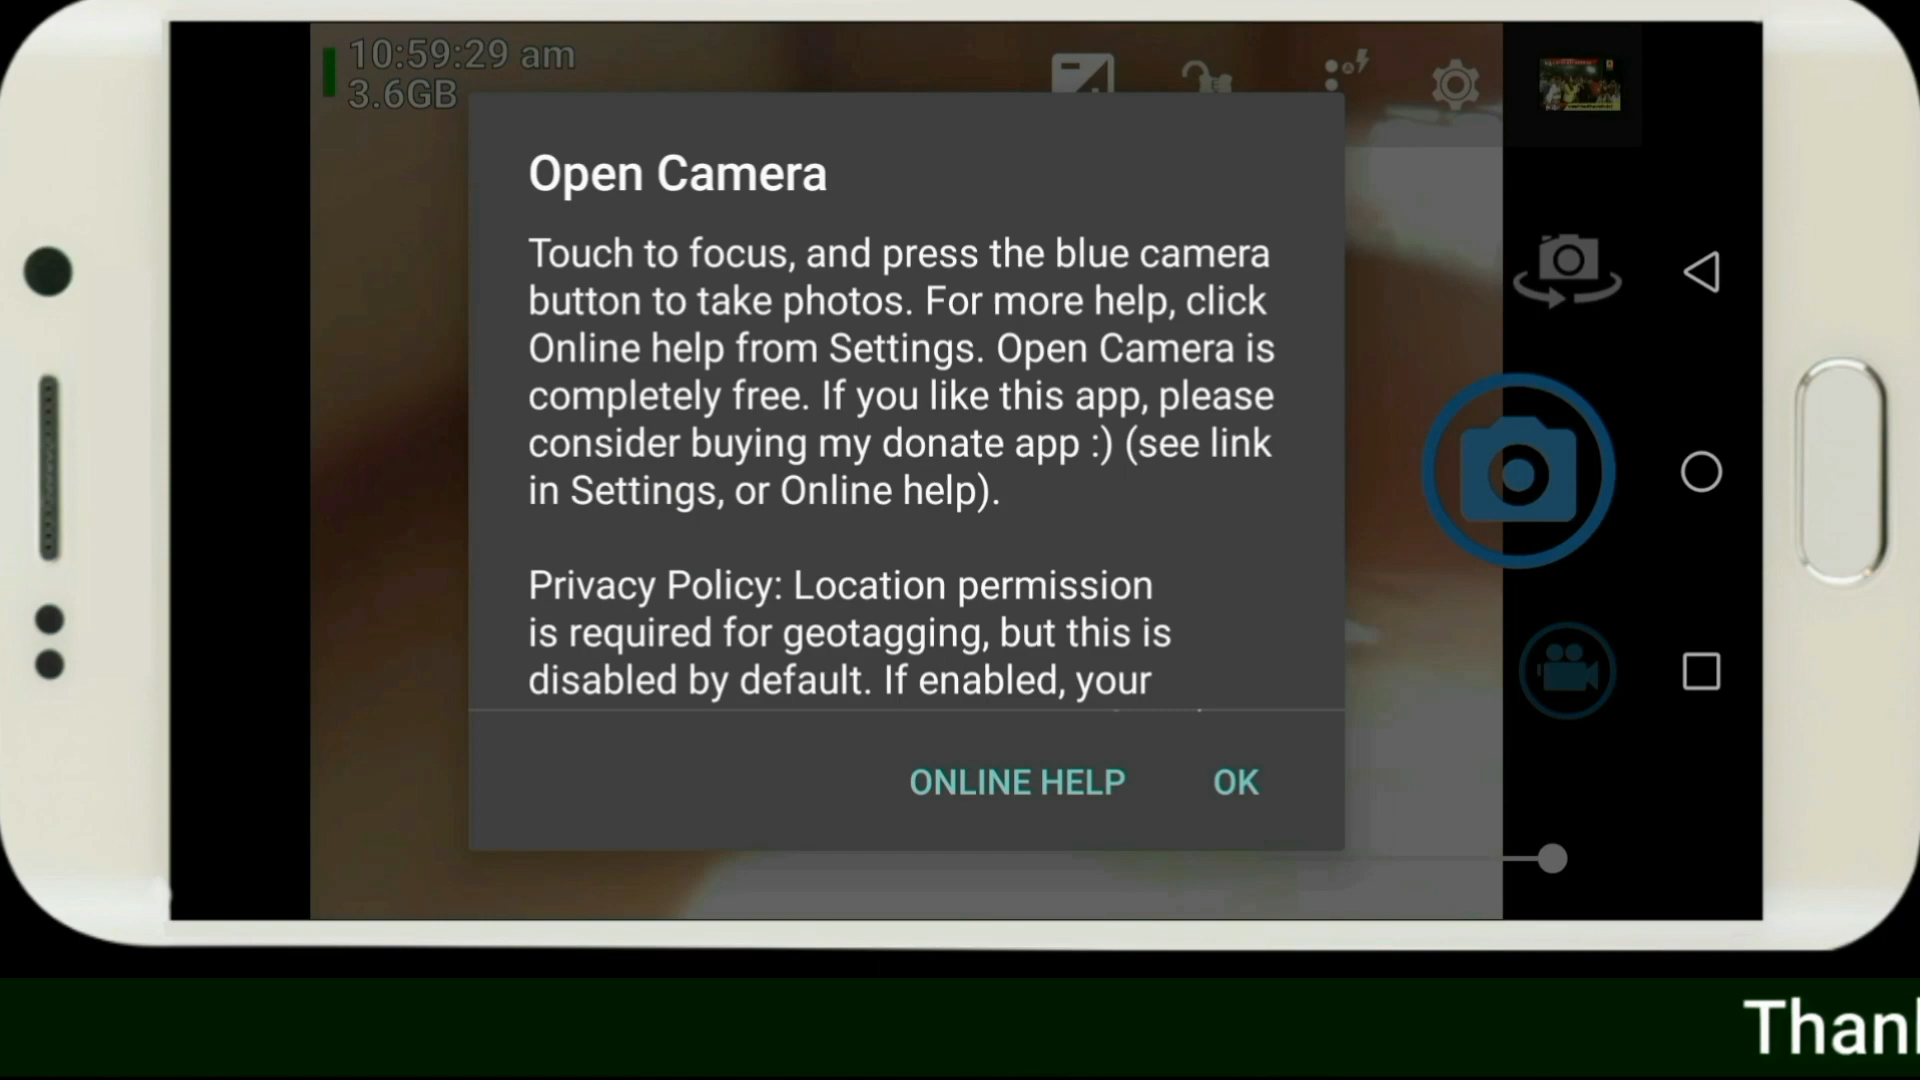 10:59:29 am
3.6GB
Open Camera
Touch to focus, and press the blue camera
button to take photos. For more help, click
Online help from Settings. Open Camera is
completely free. If you like this app, please
consider buying my donate app :) (see link
in Settings, or Online help).
Privacy Policy: Location permission
is required for geotagging, but this is
disabled by default. If enabled, your
ONLINE HELP
OK